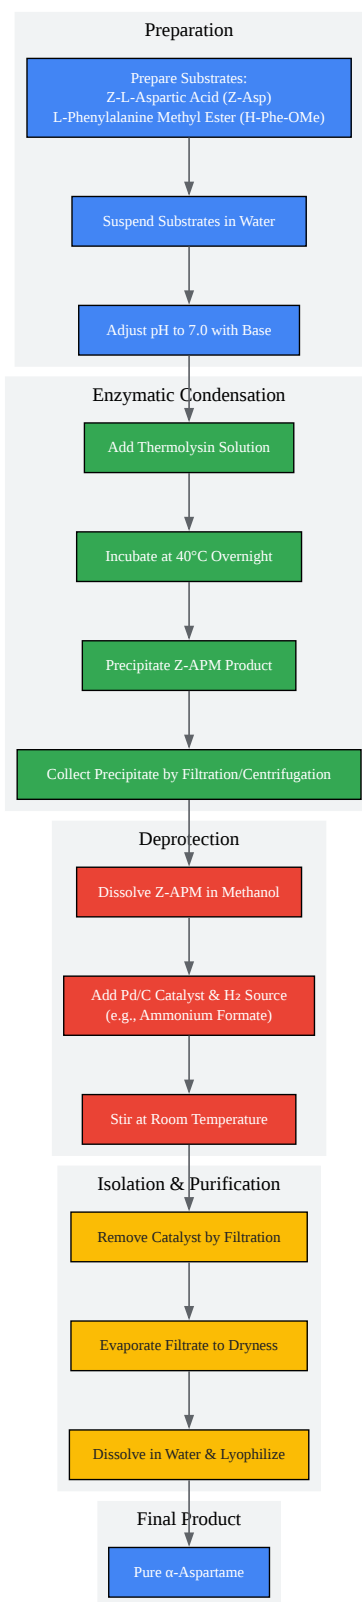 Preparation
Prepare Substrates:
Z-L-Aspartic Acid (Z-Asp)
L-Phenylalanine Methyl Ester (H-Phe-OMe)
Suspend Substrates in Water
Adjust pH to 7.0 with Base
Enzymatic Condensation
Add Thermolysin Solution
Incubate at 40°C Overnight
Precipitate Z-APM Product
Collect Precipitate by Filtration/Centrifugation
Deprotection
Dissolve Z-APM in Methanol
Add Pd/C Catalyst & H₂ Source
(e.g., Ammonium Formate)
Stir at Room Temperature
Isolation & Purification
Remove Catalyst by Filtration
Evaporate Filtrate to Dryness
Dissolve in Water & Lyophilize
Final Product
Pure α-Aspartame